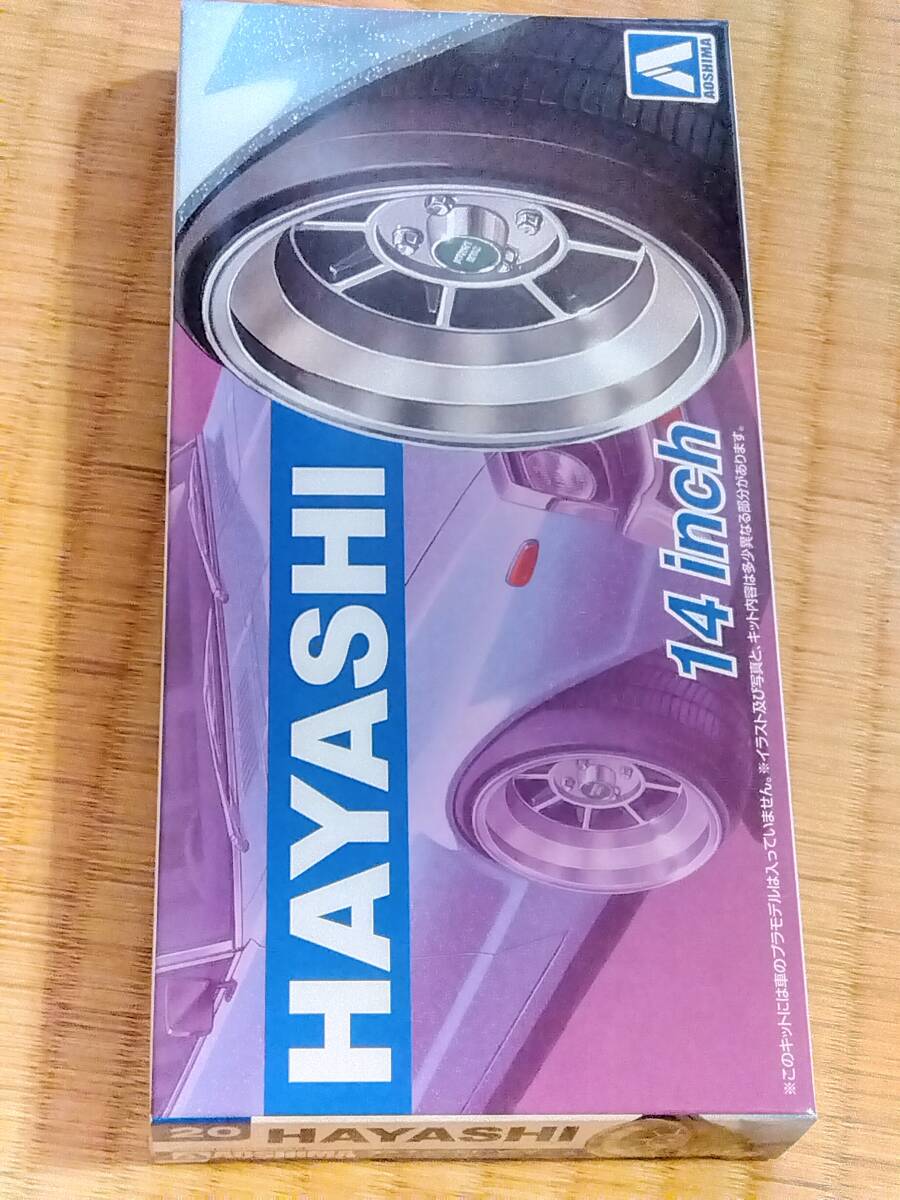 AOSHIMA
HAYASHI
14 inch
※このキットには車のプラモデルは入っていません。※イラスト及び写真と、キット内容は多少異なる部分があります。
20 HAYASHI
AOSHIMA